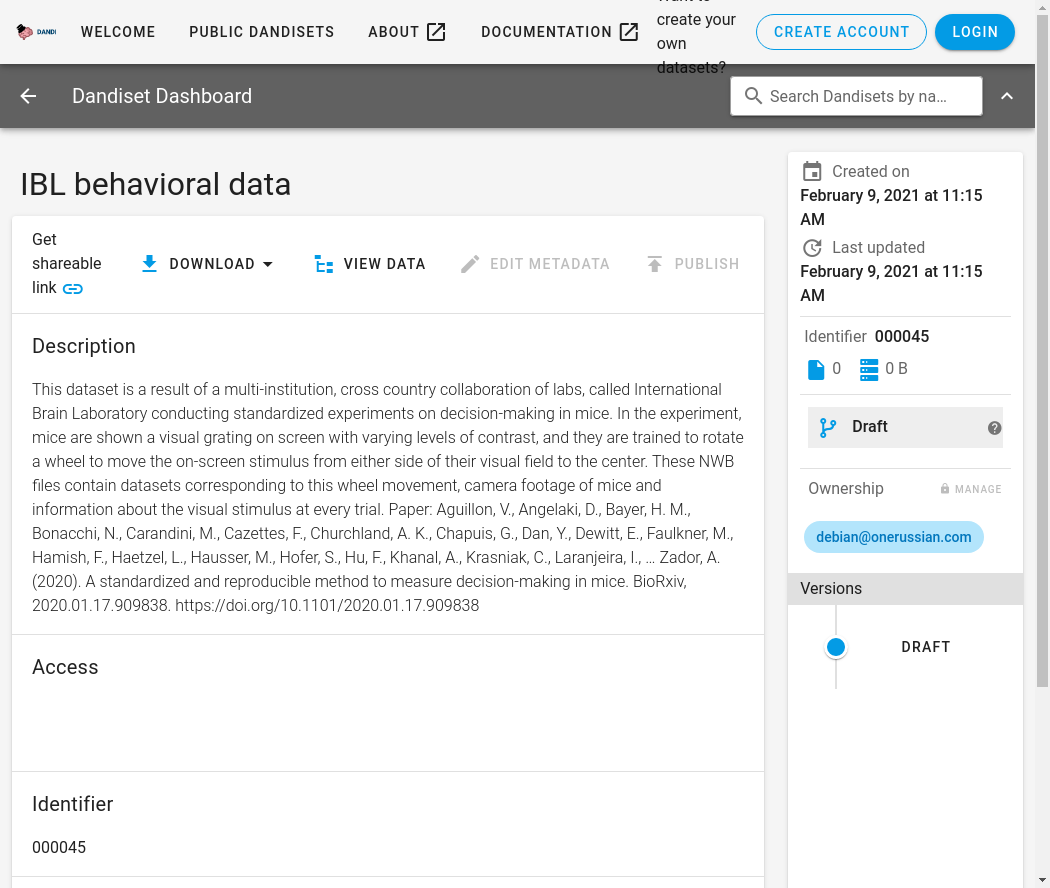 DANDI
WELCOME
PUBLIC DANDISETS
ABOUT
DOCUMENTATION
create your
own
datasets?
CREATE ACCOUNT
LOGIN
Dandiset Dashboard
Search Dandisets by na...
IBL behavioral data
Get
shareable
link
DOWNLOAD
VIEW DATA
EDIT METADATA
PUBLISH
Description
This dataset is a result of a multi-institution, cross country collaboration of labs, called International
Brain Laboratory conducting standardized experiments on decision-making in mice. In the experiment,
mice are shown a visual grating on screen with varying levels of contrast, and they are trained to rotate
a wheel to move the on-screen stimulus from either side of their visual field to the center. These NWB
files contain datasets corresponding to this wheel movement, camera footage of mice and
information about the visual stimulus at every trial. Paper: Aguillon, V., Angelaki, D., Bayer, H. M.,
Bonacchi, N., Carandini, M., Cazettes, F., Churchland, A. K., Chapuis, G., Dan, Y., Dewitt, E., Faulkner, M.,
Hamish, F., Haetzel, L., Hausser, M., Hofer, S., Hu, F., Khanal, A., Krasniak, C., Laranjeira, I., … Zador, A.
(2020). A standardized and reproducible method to measure decision-making in mice. BioRxiv,
2020.01.17.909838. https://doi.org/10.1101/2020.01.17.909838
Access
Identifier
000045
Created on
February 9, 2021 at 11:15
AM
Last updated
February 9, 2021 at 11:15
AM
Identifier 000045
0
0 B
Draft
?
Ownership
MANAGE
debian@onerussian.com
Versions
DRAFT